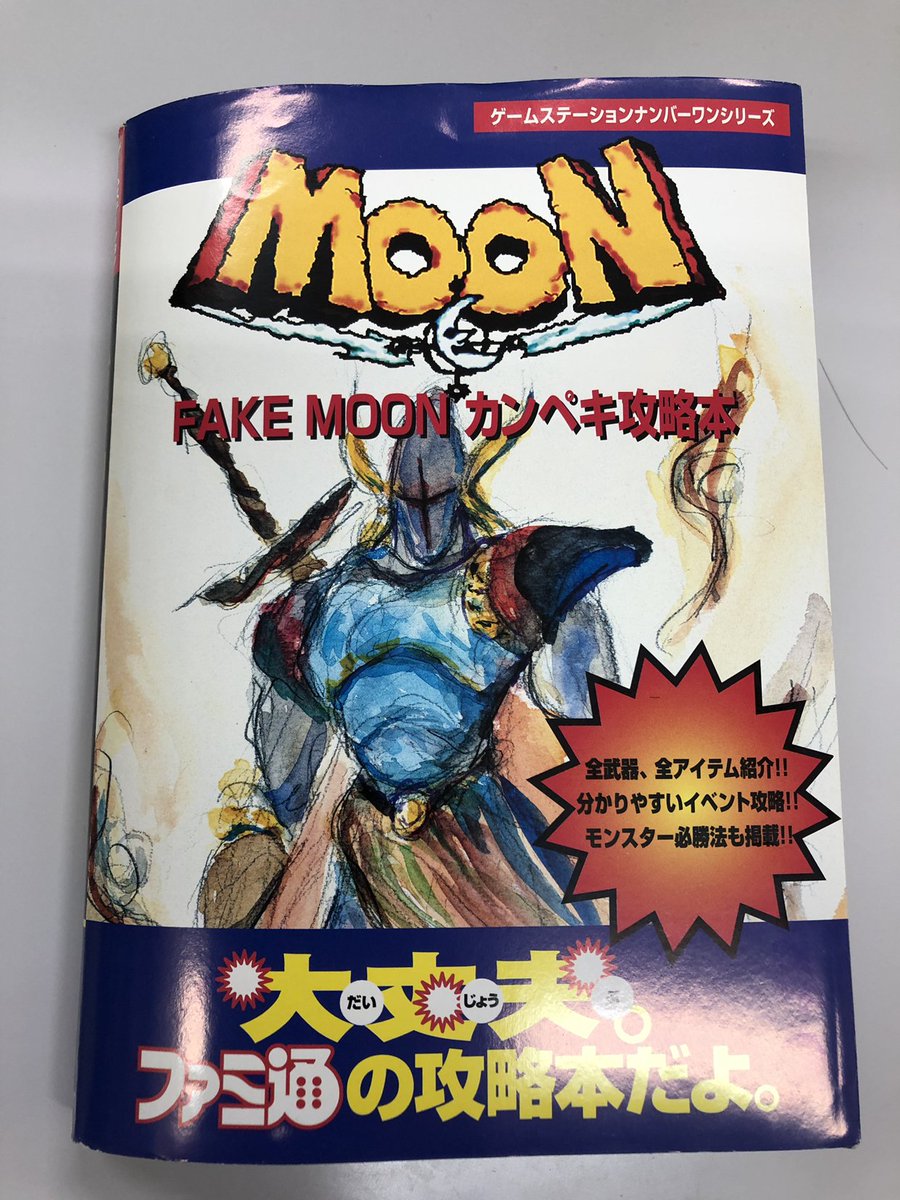 ゲームステーションナンバーワンシリーズ
MOON
FAKE MOON カンペキ攻略本
全武器、全アイテム紹介!!
分かりやすいイベント攻略!!
モンスター必勝法も掲載!!
大丈夫。
だい じょう
ファミ通の攻略本だよ。